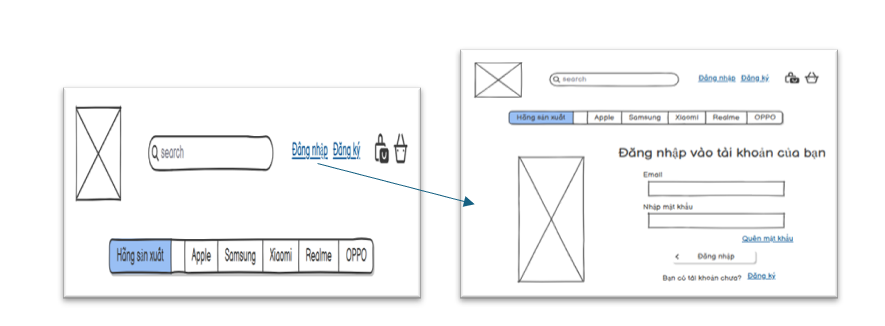 search
Đăng nhập Đăng ký
Hãng sản xuất Apple Samsung Xiaomi Realme OPPO
search
Đăng nhập Đăng ký
Hãng sản xuất Apple Samsung Xiaomi Realme OPPO
Đăng nhập vào tài khoản của bạn
Email
Nhập mật khẩu
Quên mật khẩu
< Đăng nhập
Bạn có tài khoản chưa? Đăng ký